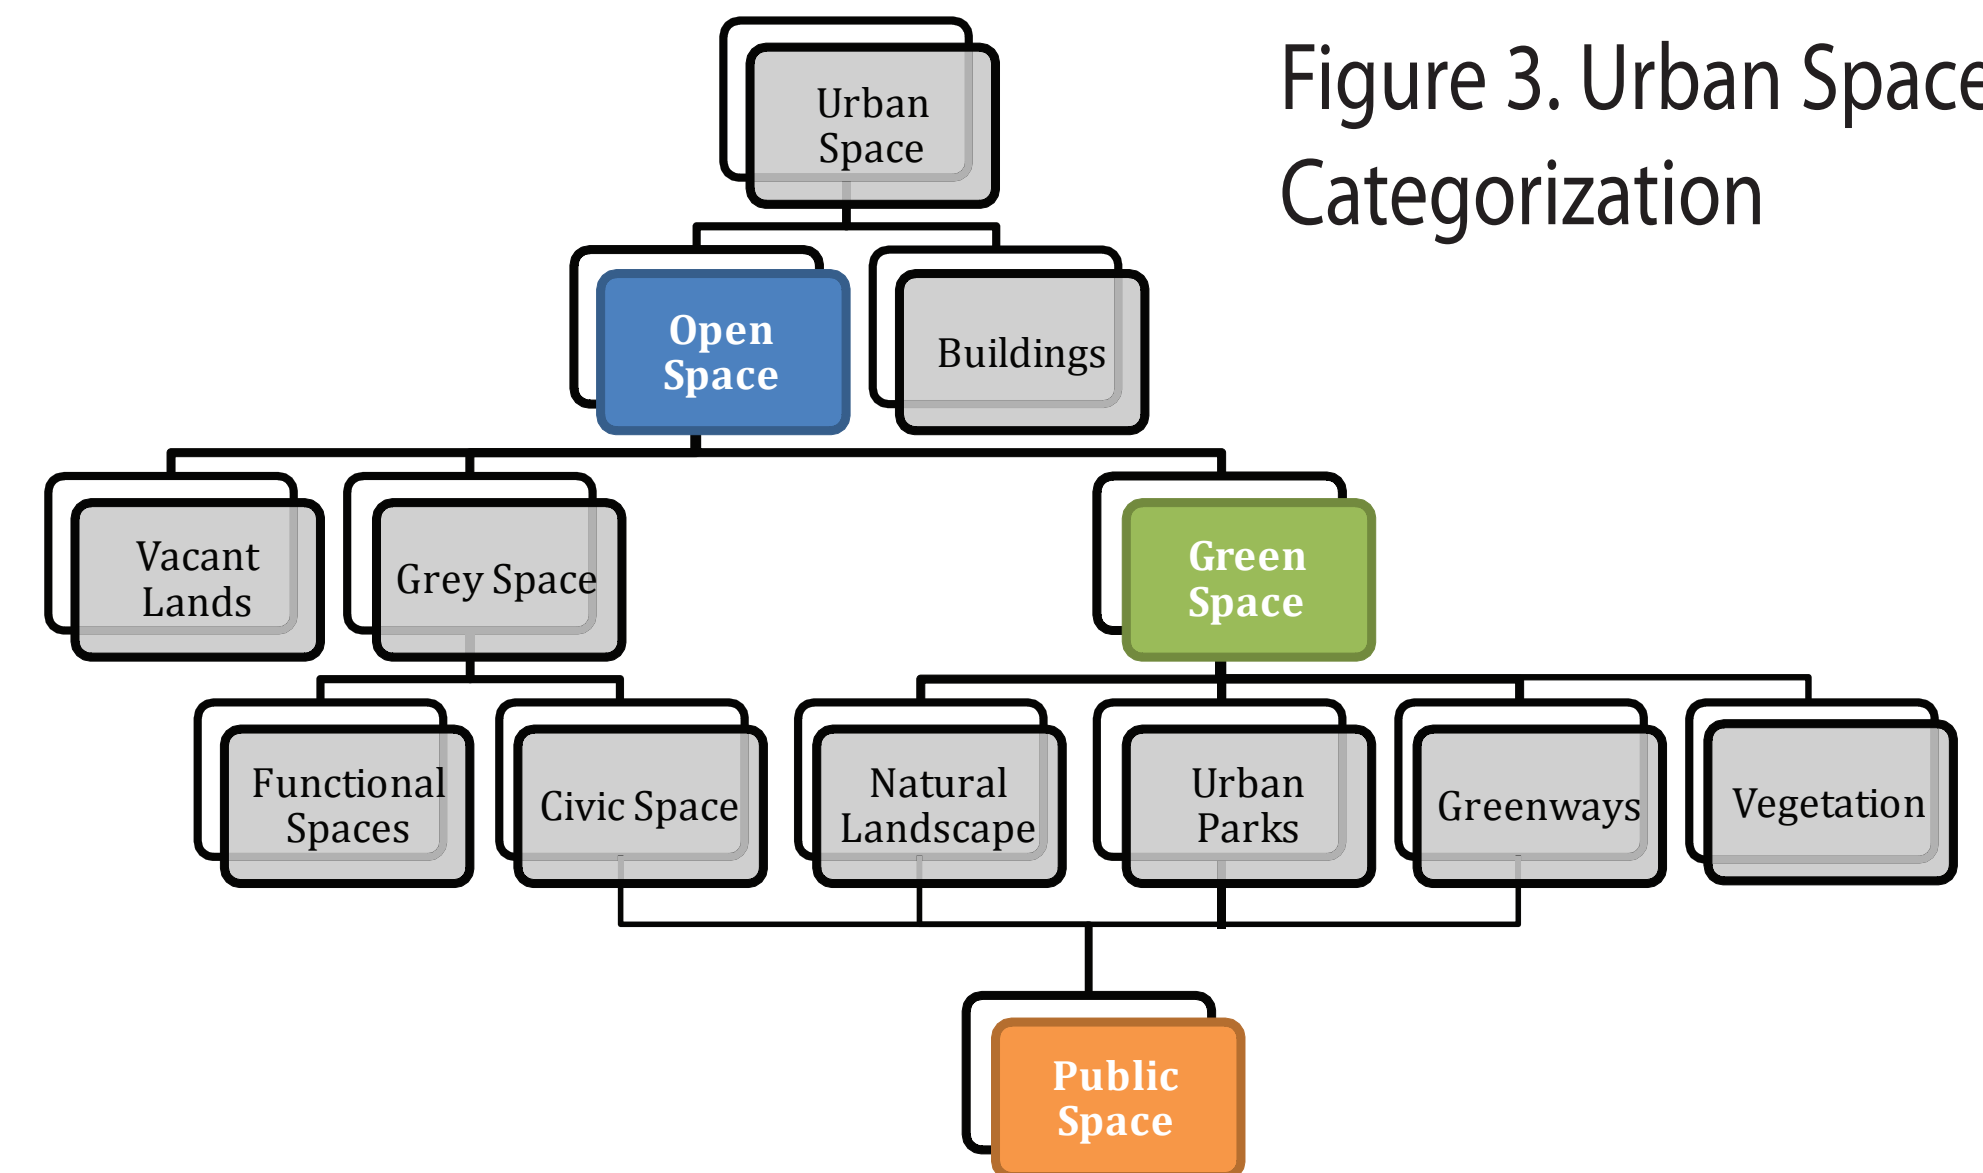 Figure 3. Urban Space
Categorization
Urban
Space
Open
Space
Buildings
Vacant
Lands
Grey Space
Green
Space
Functional
Spaces
Civic Space
Natural
Landscape
Urban
Parks
Greenways
Vegetation
Public
Space